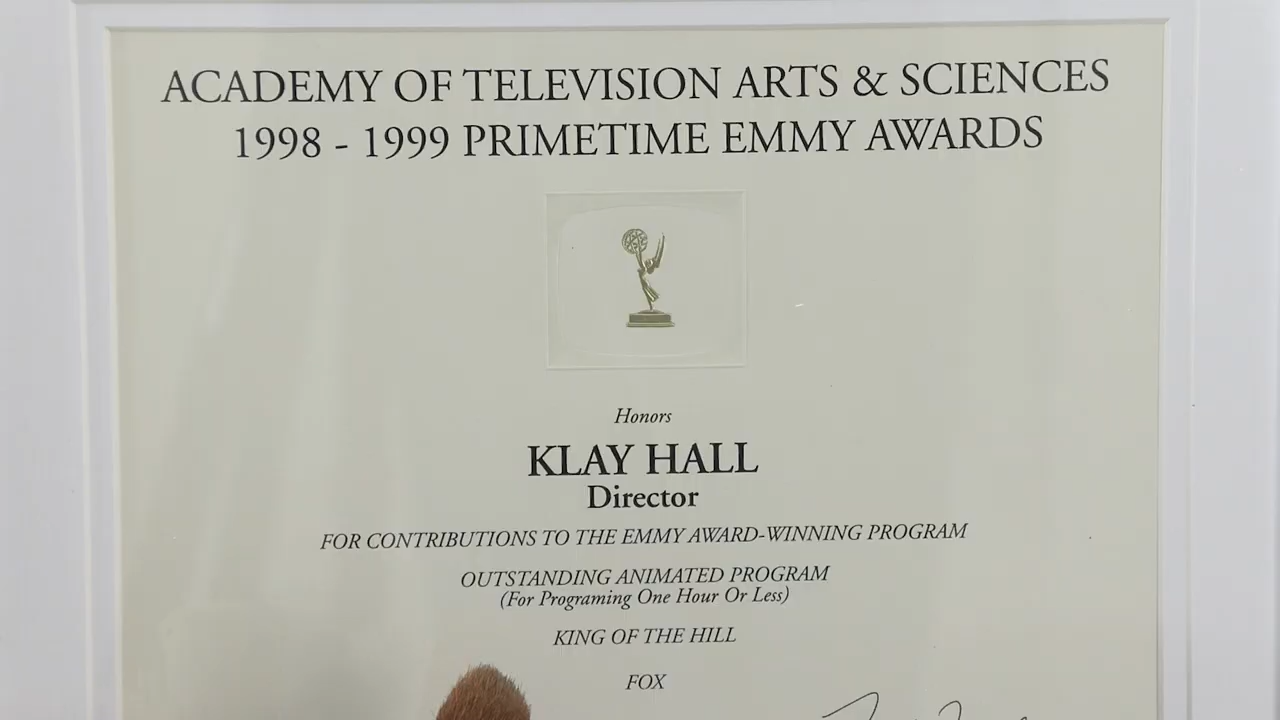 ACADEMY OF TELEVISION ARTS & SCIENCES
1998 - 1999 PRIMETIME EMMY AWARDS
Honors
KLAY HALL
Director
FOR CONTRIBUTIONS TO THE EMMY AWARD-WINNING PROGRAM
OUTSTANDING ANIMATED PROGRAM
(For Programing One Hour Or Less)
KING OF THE HILL
FOX